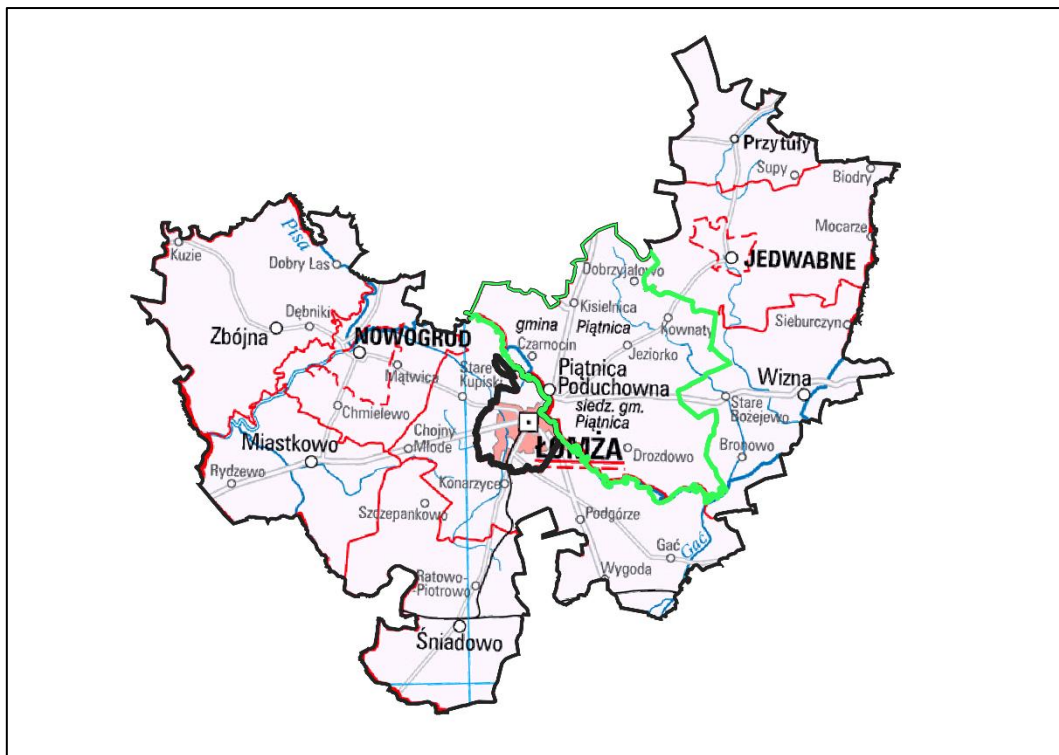 Przytuły
Supy
Biodry
Mocarze
Pisa
Kuzie
Dobry Las
Dobrzyjałowo
JEDWABNE
Kisielnica
Dębniki
gmina
Piątnica
Kownaty
Sieburczyn
Zbójna
NOWOGRÓD
Czarnocin
Jeziorko
Mątwica
Stare
Kupiski
Piątnica
Poduchowna
Wizna
siedz. gm.
Piątnica
Stare
Bożejewo
Chmielewo
Chojny
Młode
ŁOMŻA
Miastkowo
Drozdowo
Bronowo
Rydzewo
Konarzyce
Szczepankowo
Podgórze
Gać
Gać
Wygoda
Ratowo-
-Piotrowo
Śniadowo